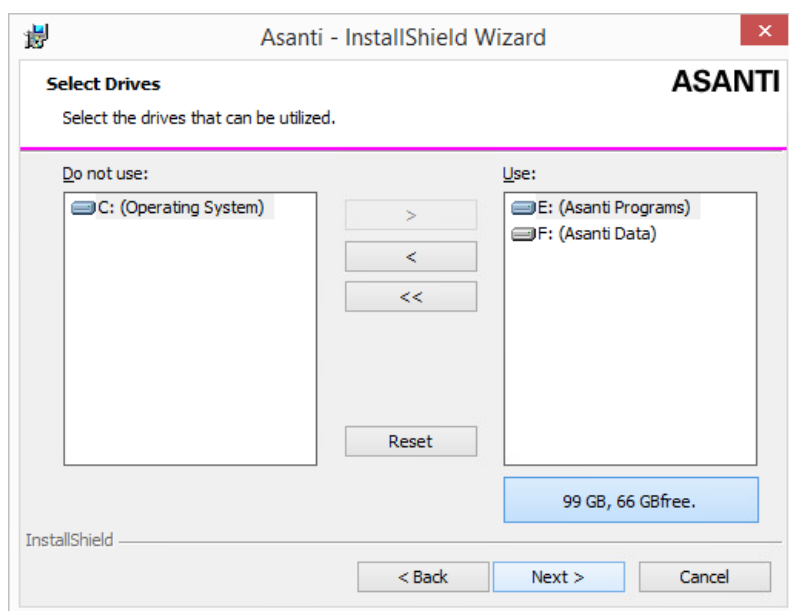 Asanti - InstallShield Wizard
Select Drives
ASANTI
Select the drives that can be utilized.
Do not use:
Use:
C: (Operating System)
E: (Asanti Programs)
F: (Asanti Data)
>
<
<<
Reset
99 GB, 66 GBfree.
InstallShield
< Back
Next >
Cancel